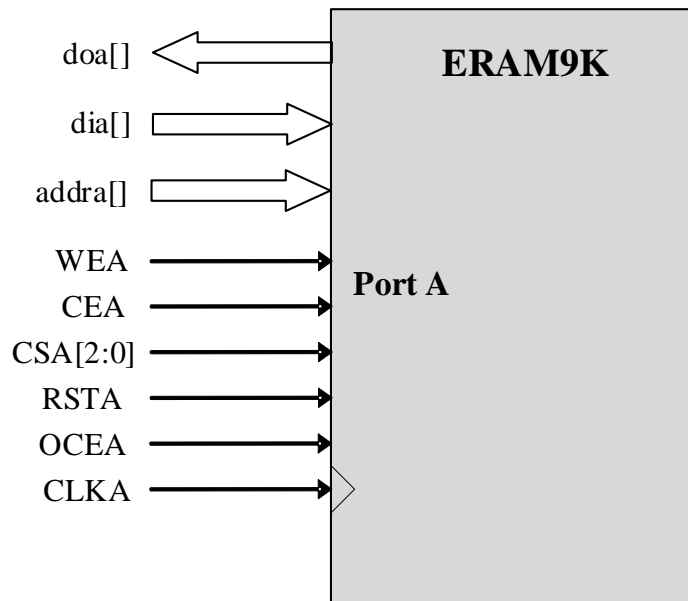 doa[]
ERAM9K
dia[]
addra[]
WEA
Port A
CEA
CSA[2:0]
RSTA
OCEA
CLKA